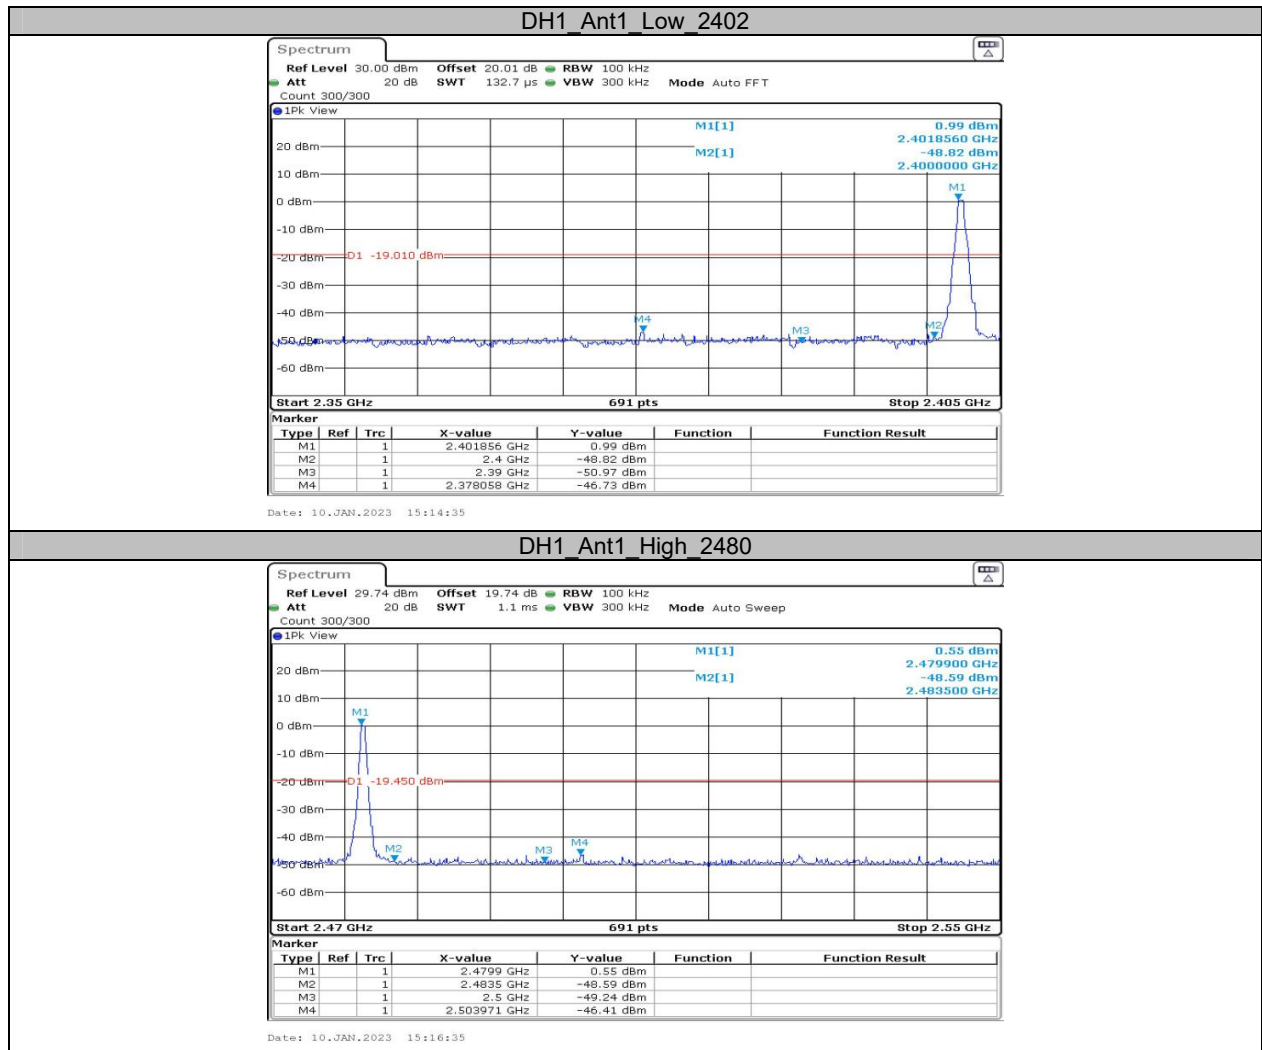 DH1_Ant1_Low_2402
Spectrum
Ref Level 30.00 dBm Offset 20.01 dB RBW 100 kHz
Att 20 dB SWT 132.7 µs VBW 300 kHz Mode Auto FFT
Count 300/300
1Pk View
M1[1] 0.99 dBm
2.4018560 GHz
20 dBm
M2[1] -48.82 dBm
2.4000000 GHz
10 dBm
M1
0 dBm
-10 dBm
-20 dBm D1 -19.010 dBm
-30 dBm
-40 dBm
M4
M3
M2
-50 dBm
-60 dBm
Start 2.35 GHz 691 pts Stop 2.405 GHz
Marker
Type Ref Trc X-value Y-value Function Function Result
M1 1 2.401856 GHz 0.99 dBm
M2 1 2.4 GHz -48.82 dBm
M3 1 2.39 GHz -50.97 dBm
M4 1 2.378058 GHz -46.73 dBm
Date: 10.JAN.2023 15:14:35
DH1_Ant1_High_2480
Spectrum
Ref Level 29.74 dBm Offset 19.74 dB RBW 100 kHz
Att 20 dB SWT 1.1 ms VBW 300 kHz Mode Auto Sweep
Count 300/300
1Pk View
M1[1] 0.55 dBm
2.479900 GHz
20 dBm
M2[1] -48.59 dBm
2.483500 GHz
10 dBm
M1
0 dBm
-10 dBm
-20 dBm D1 -19.450 dBm
-30 dBm
-40 dBm
M2
M3
M4
-50 dBm
-60 dBm
Start 2.47 GHz 691 pts Stop 2.55 GHz
Marker
Type Ref Trc X-value Y-value Function Function Result
M1 1 2.4799 GHz 0.55 dBm
M2 1 2.4835 GHz -48.59 dBm
M3 1 2.5 GHz -49.24 dBm
M4 1 2.503971 GHz -46.41 dBm
Date: 10.JAN.2023 15:16:35